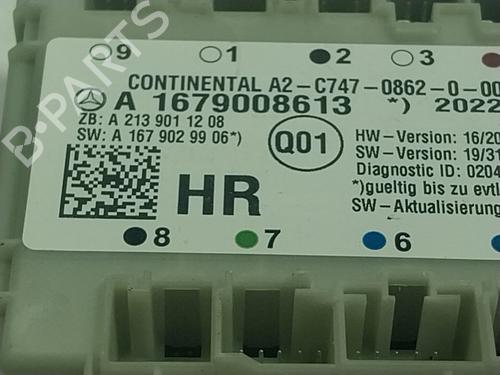 9 1 2 3
CONTINENTAL A2-C747-0862-0-00
A 1679008613 *) 2022
ZB: A 213 901 12 08
SW: A 167 902 99 06*)
Q01
HW-Version: 16/20
SW-Version: 19/31
Diagnostic ID: 0204
*)gueltig bis zu evtl
SW-Aktualisierung
HR
8 7 6
B-PARTS